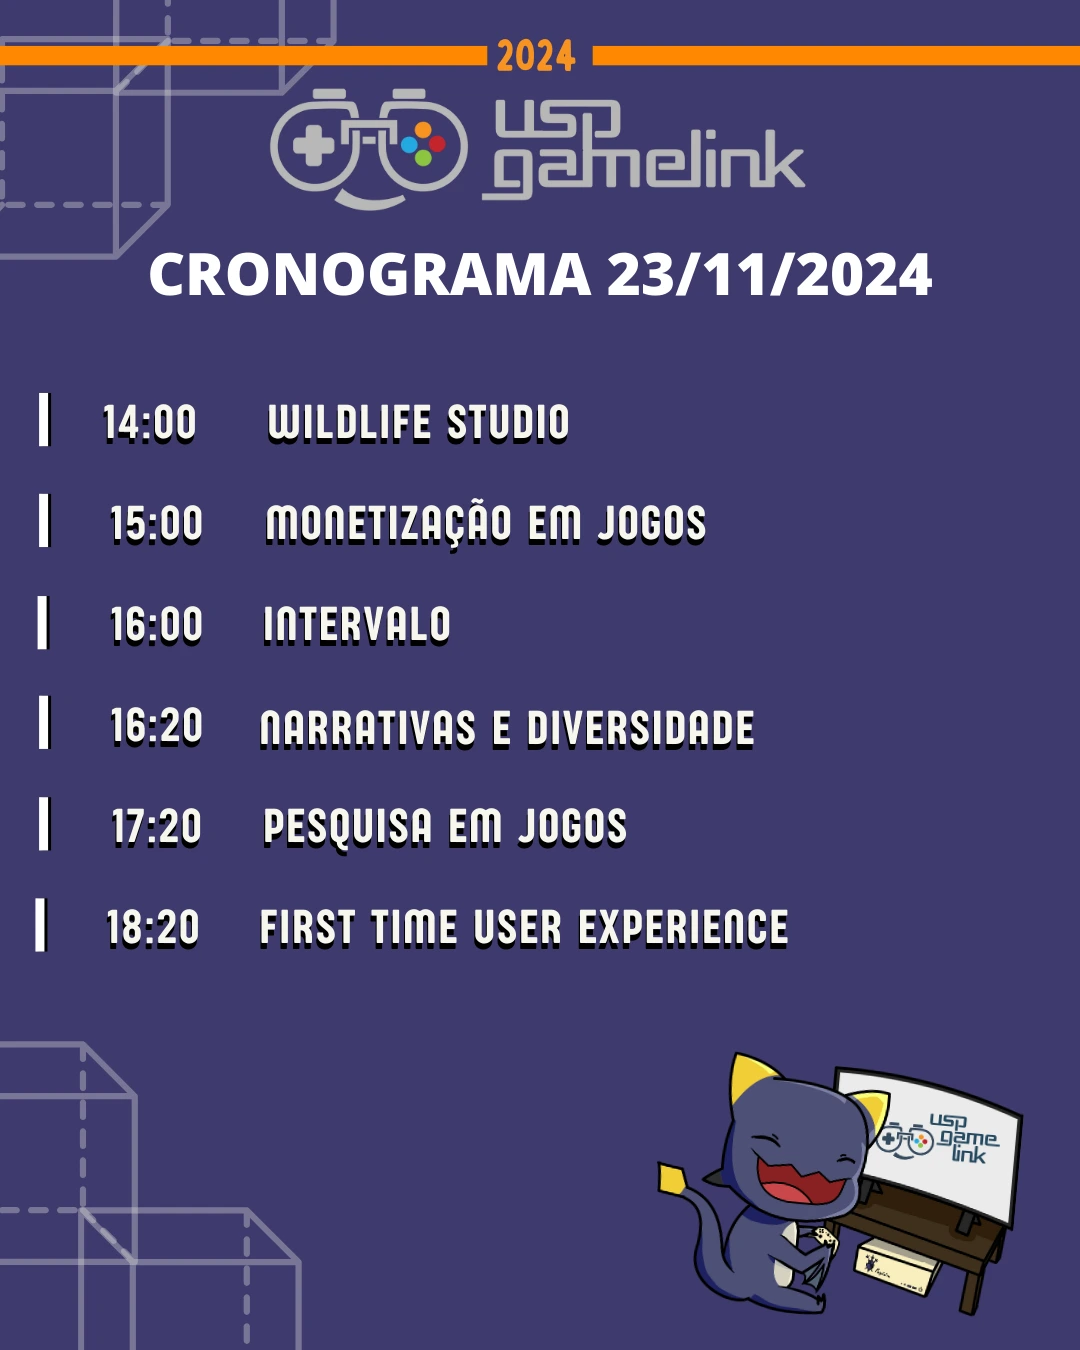 2024
usp
gamelink
CRONOGRAMA 23/11/2024
14:00 WILDLIFE STUDIO
15:00 MONETIZAÇÃO EM JOGOS
16:00 INTERVALO
16:20 NARRATIVAS E DIVERSIDADE
17:20 PESQUISA EM JOGOS
18:20 FIRST TIME USER EXPERIENCE
usp
game
link